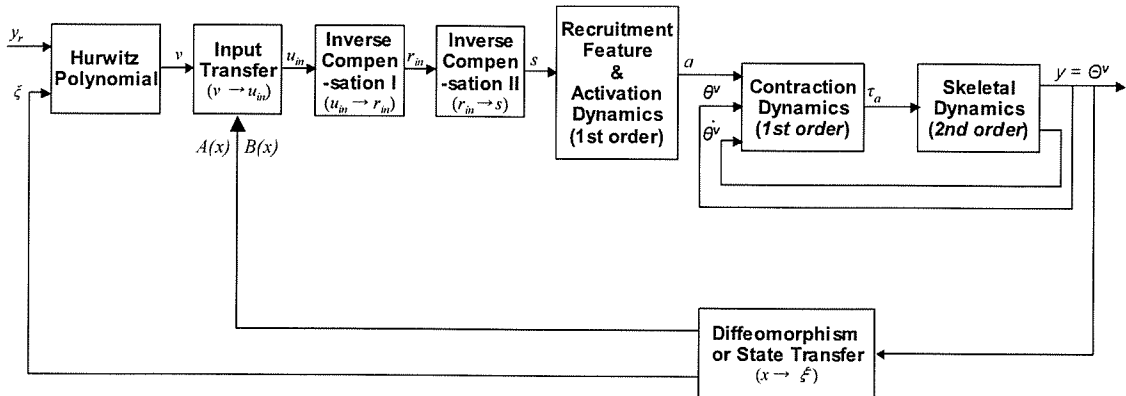 y_r
ξ
Hurwitz
Polynomial
v
Input
Transfer
(v → u_in)
u_in
Inverse
Compen
-sation I
(u_in → r_in)
r_in
Inverse
Compen
-sation II
(r_in → s)
s
Recruitment
Feature
&
Activation
Dynamics
(1st order)
a
θ^v
θ̇^v
Contraction
Dynamics
(1st order)
τ_a
Skeletal
Dynamics
(2nd order)
y = Θ^v
A(x) B(x)
Diffeomorphism
or State Transfer
(x → ξ)